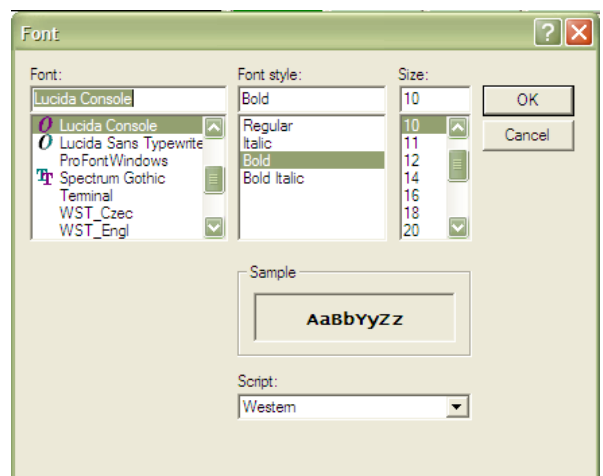 Font
Font:
Lucida Console
Lucida Console
Lucida Sans Typewrite
ProFontWindows
Spectrum Gothic
Terminal
WST_Czec
WST_Engl
Font style:
Bold
Regular
Italic
Bold
Bold Italic
Size:
10
10
11
12
14
16
18
20
OK
Cancel
Sample
AaBbYyZz
Script:
Western